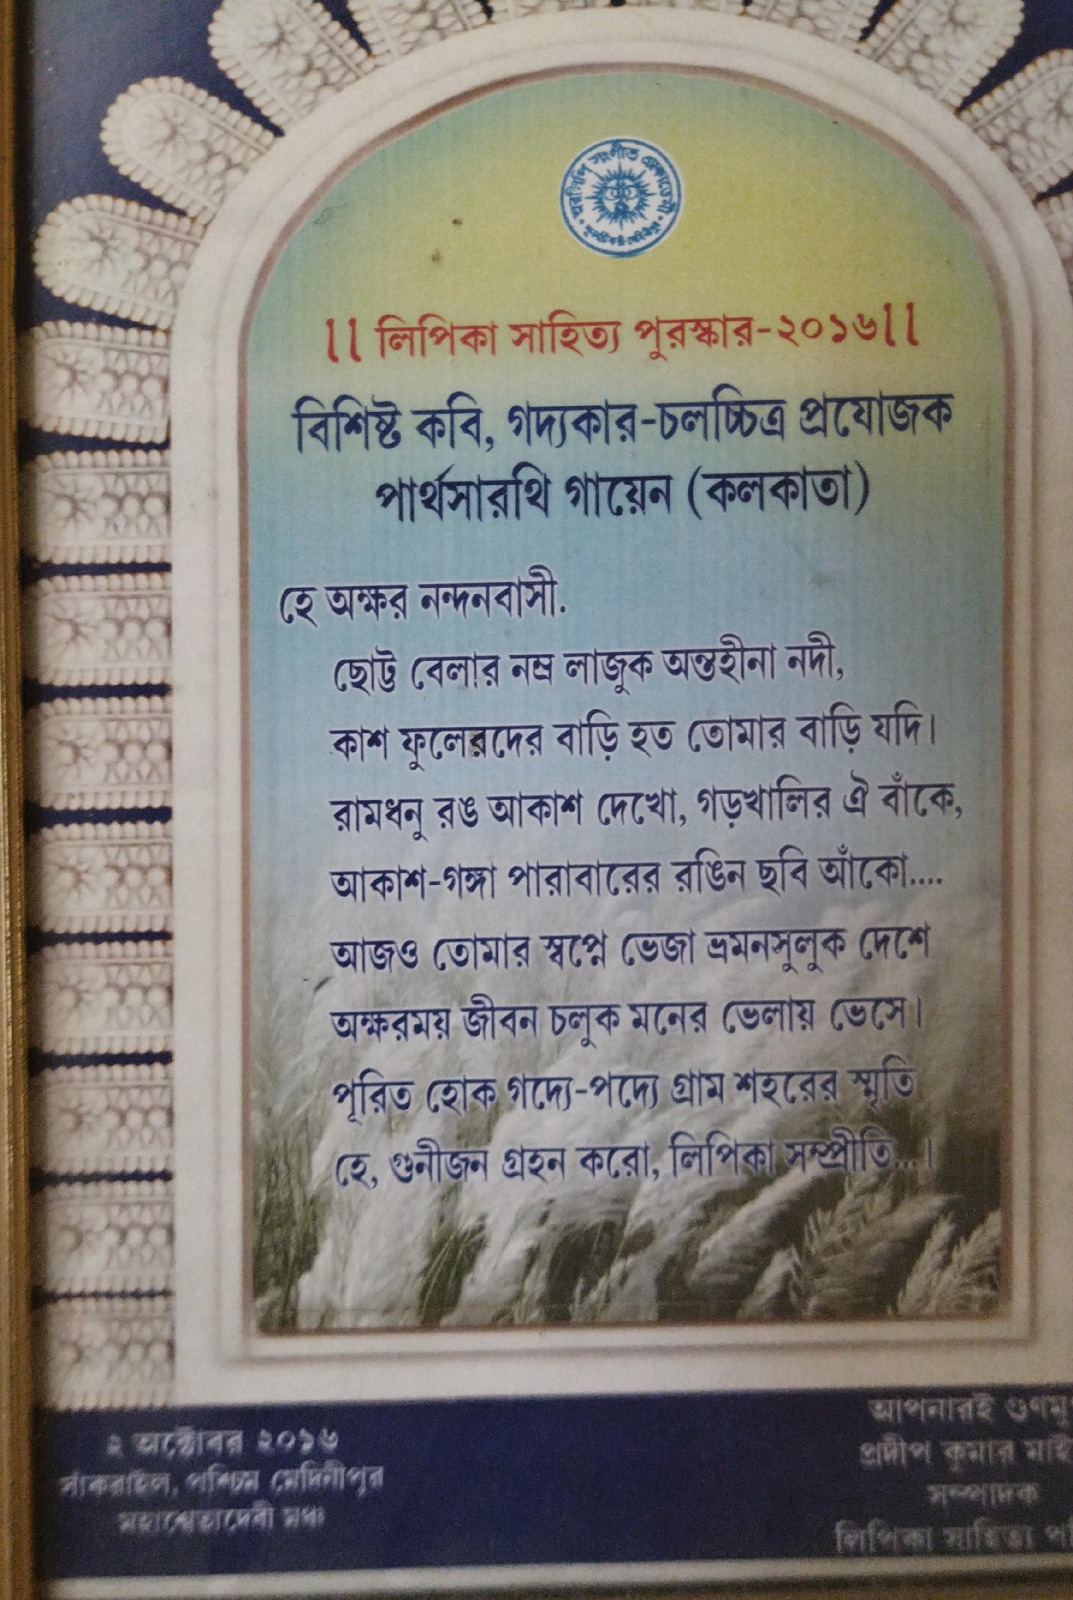 স্বরলিপি সংগীত একাডেমী
।। লিপিকা সাহিত্য পুরস্কার-২০১৬।।
বিশিষ্ট কবি, গদ্যকার-চলচ্চিত্র প্রযোজক
পার্থসারথি গায়েন (কলকাতা)
হে অক্ষর নন্দনবাসী.
ছোট্ট বেলার নম্র লাজুক অন্তহীনা নদী,
কাশ ফুলেরদের বাড়ি হত তোমার বাড়ি যদি।
রামধনু রঙ আকাশ দেখো, গড়খালির ঐ বাঁকে,
আকাশ-গঙ্গা পারাবারের রঙিন ছবি আঁকো....
আজও তোমার স্বপ্নে ভেজা ভ্রমনসুলুক দেশে
অক্ষরময় জীবন চলুক মনের ভেলায় ভেসে।
পূরিত হোক গদ্যে-পদ্যে গ্রাম শহরের স্মৃতি
হে, গুনীজন গ্রহন করো, লিপিকা সম্প্রীতি...।
২ অক্টোবর ২০১৬
সাঁকরাইল, পশ্চিম মেদিনীপুর
মহাশ্বেতাদেবী মঞ্চ
আপনারই গুণমু
প্রদীপ কুমার মাই
সম্পাদক
লিপিকা সাহিত্য প